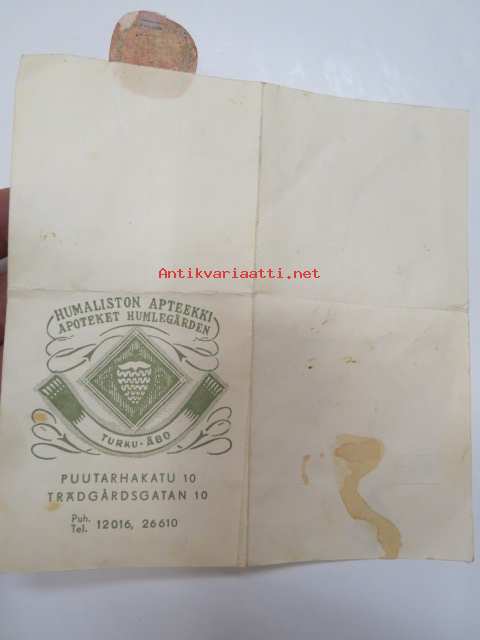 Antikvariaatti.net
HUMALISTON APTEEKKI
APOTEKET HUMLEGÅRDEN
TURKU-ÅBO
PUUTARHAKATU 10
TRÄDGÅRDSGATAN 10
Puh.
Tel. 12016, 26610